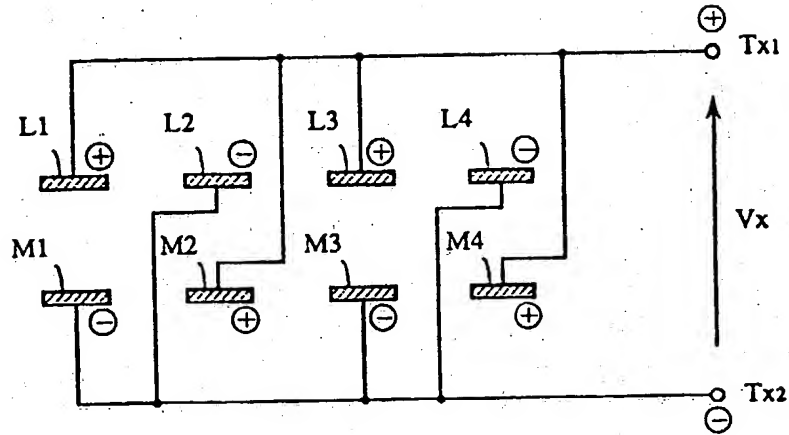 ⊕
Tx1
L1 ⊕ L2 ⊖ L3 ⊕ L4 ⊖
Vx
M1 ⊖ M2 ⊕ M3 ⊖ M4 ⊕
Tx2
⊖